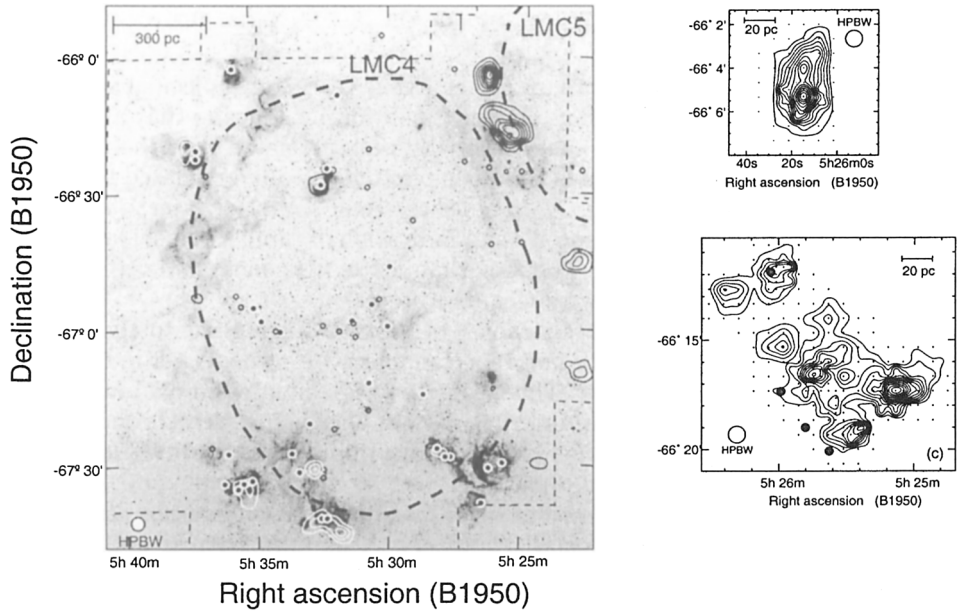 300 pc
LMC4
LMC5
-66º 0'
-66º 30'
-67º 0'
-67º 30'
HPBW
5h 40m
5h 35m
5h 30m
5h 25m
Declination (B1950)
Right ascension (B1950)
20 pc
HPBW
-66˚ 2'
-66˚ 4'
-66˚ 6'
40s
20s
5h26m0s
Right ascension (B1950)
20 pc
-66˚ 15'
-66˚ 20'
HPBW
(c)
5h 26m
5h 25m
Right ascension (B1950)